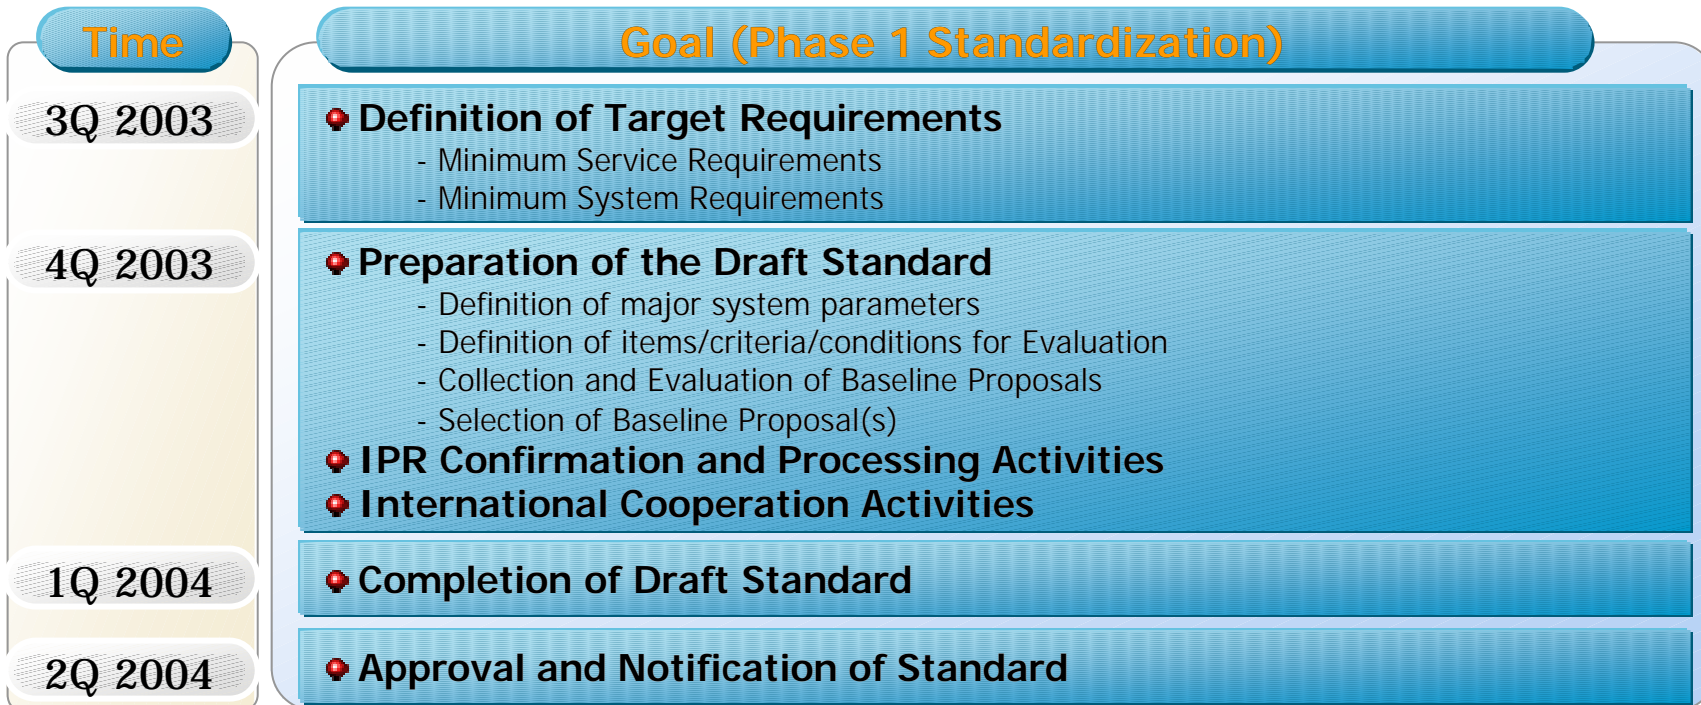 Time
Goal (Phase 1 Standardization)
3Q 2003
Definition of Target Requirements
- Minimum Service Requirements
- Minimum System Requirements
4Q 2003
Preparation of the Draft Standard
- Definition of major system parameters
- Definition of items/criteria/conditions for Evaluation
- Collection and Evaluation of Baseline Proposals
- Selection of Baseline Proposal(s)
IPR Confirmation and Processing Activities
International Cooperation Activities
1Q 2004
Completion of Draft Standard
2Q 2004
Approval and Notification of Standard